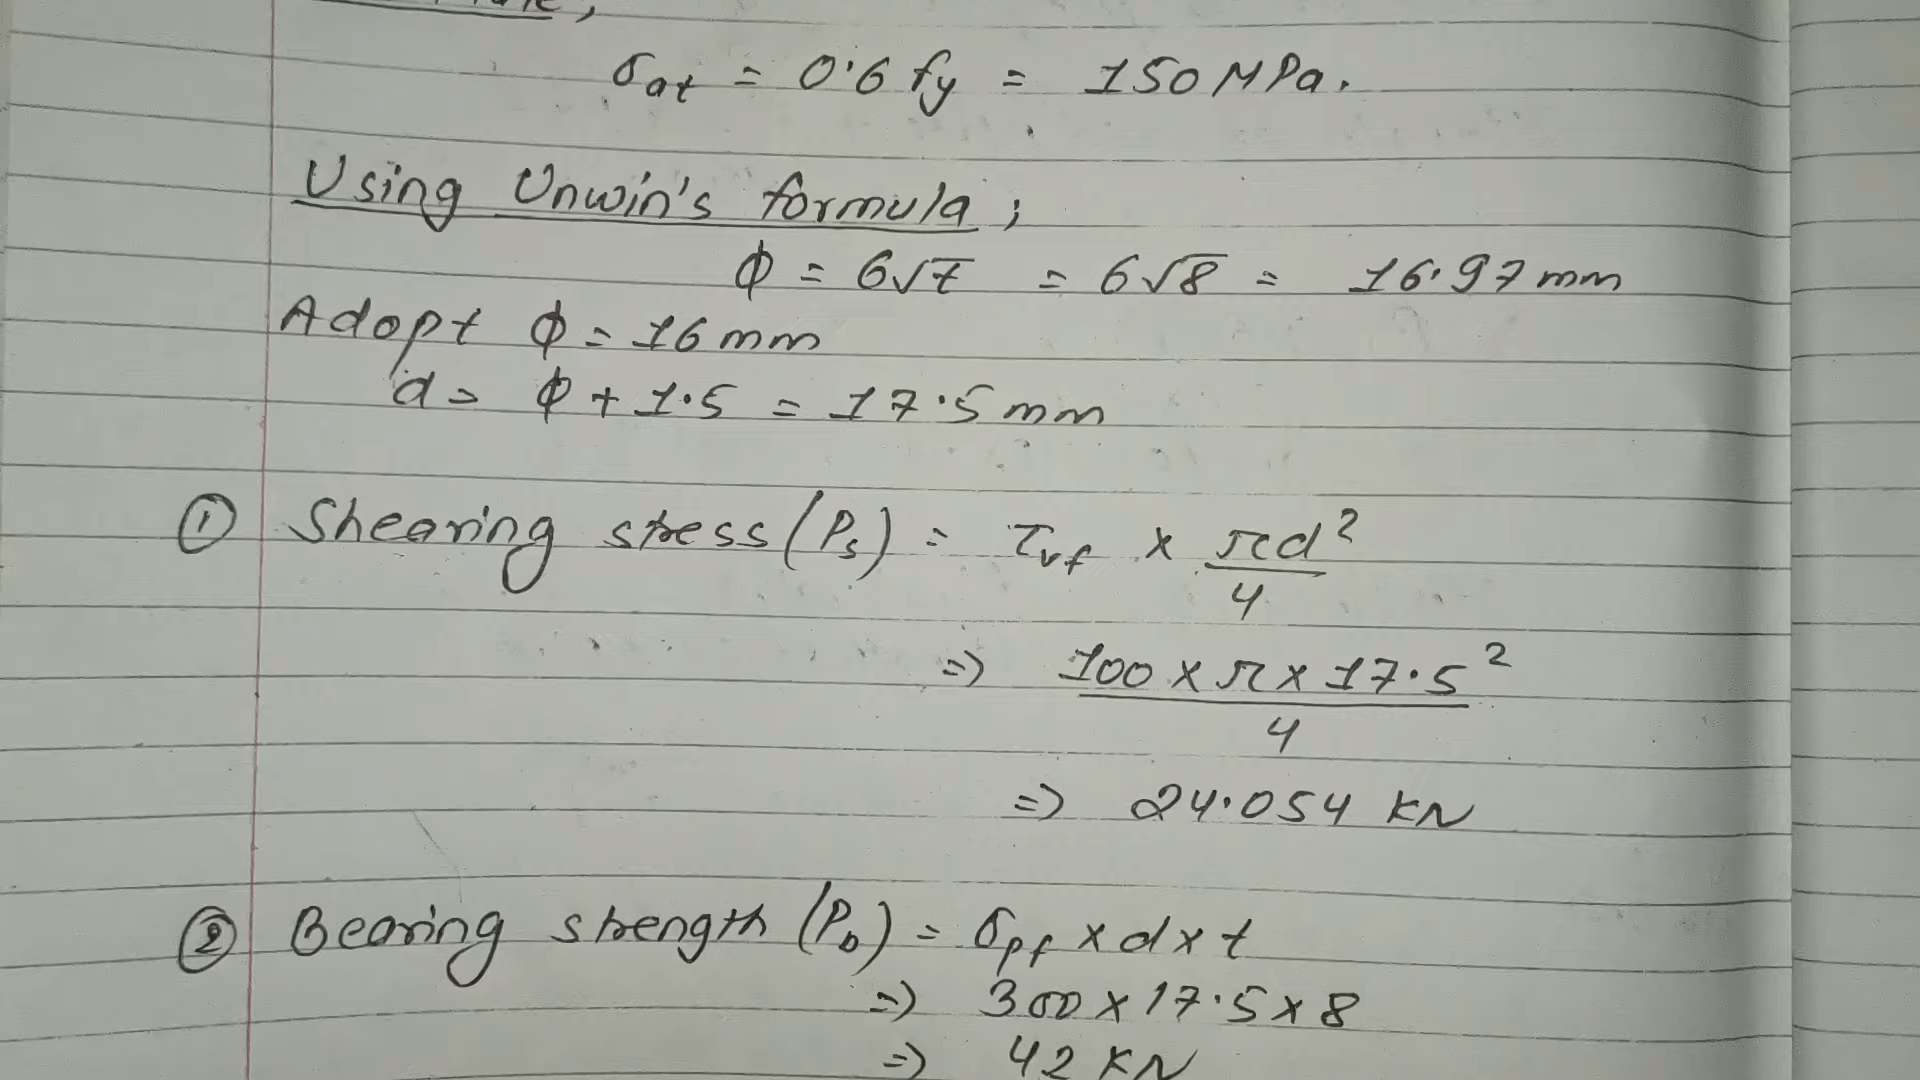 σat = 0.6 fy = 150 MPa.
Using Unwin's formula;
φ = 6√t = 6√8 = 16.97 mm
Adopt φ = 16 mm
d = φ + 1.5 = 17.5 mm
① Shearing stress (Ps) = τvf × πd²/4
=> 100 × π × 17.5²/4
=> 24.054 KN
② Bearing strength (Pb) = σpf × d × t
=> 300 × 17.5 × 8
=> 42 KN